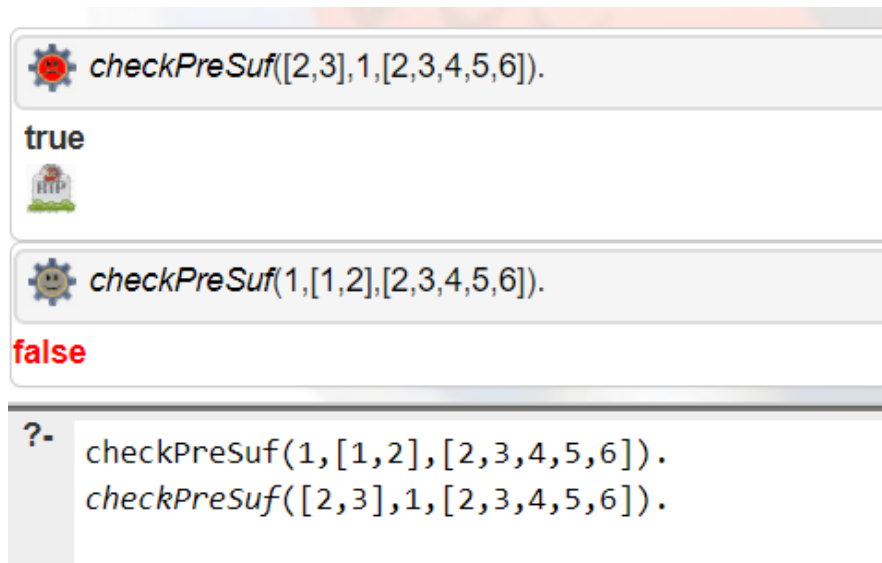 checkPreSuf([2,3],1,[2,3,4,5,6]).
true
RIP
checkPreSuf(1,[1,2],[2,3,4,5,6]).
false
?-
checkPreSuf(1,[1,2],[2,3,4,5,6]).
checkPreSuf([2,3],1,[2,3,4,5,6]).